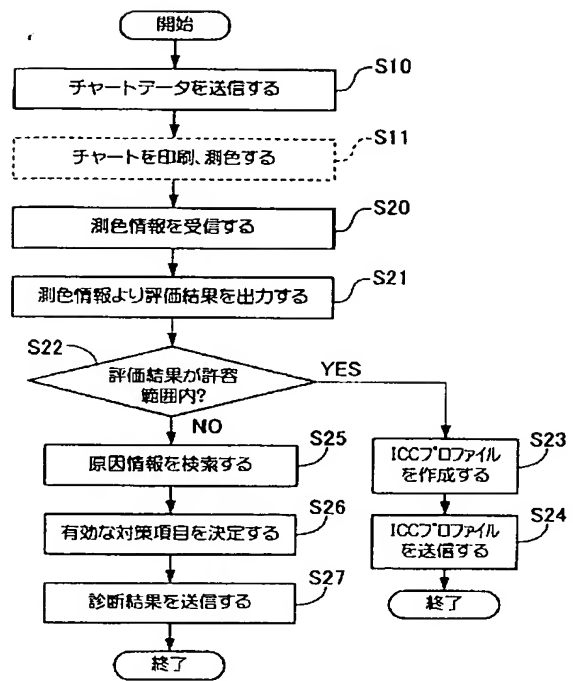 開始
チャートデータを送信する
S10
チャートを印刷、測色する
S11
測色情報を受信する
S20
測色情報より評価結果を出力する
S21
S22
評価結果が許容
範囲内?
YES
NO
原因情報を検索する
S25
有効な対策項目を決定する
S26
診断結果を送信する
S27
終了
ICCプロファイル
を作成する
S23
ICCプロファイル
を送信する
S24
終了